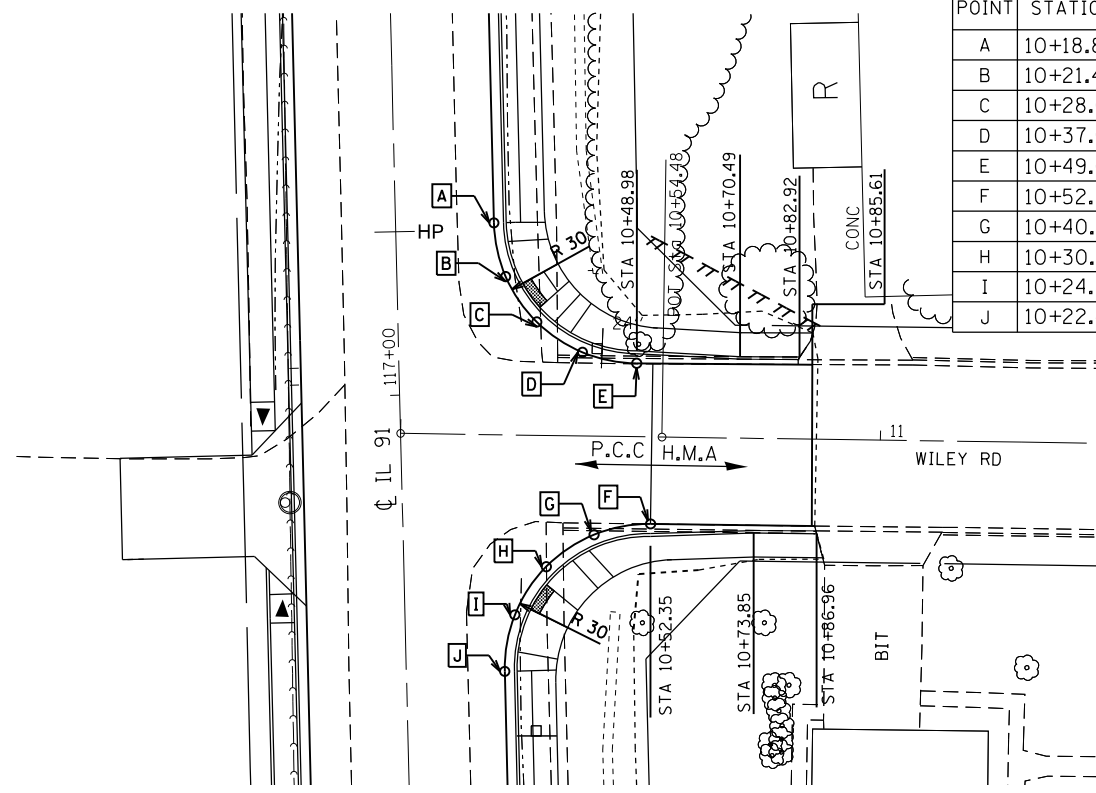 POINT STATIO
A 10+18.8
B 10+21.4
C 10+28.
D 10+37.
E 10+49.
F 10+52.
G 10+40.
H 10+30.
I 10+24.
J 10+22.
R
A
HP
B
R 30
C
D
E
STA 10+48.98
STA 10+54.48
STA 10+70.49
STA 10+82.92
CONC
STA 10+85.61
117+00
℄ IL 91
11
P.C.C H.M.A
WILEY RD
F
G
H
I
J
R 30
STA 10+52.35
STA 10+73.85
STA 10+86.96
BIT